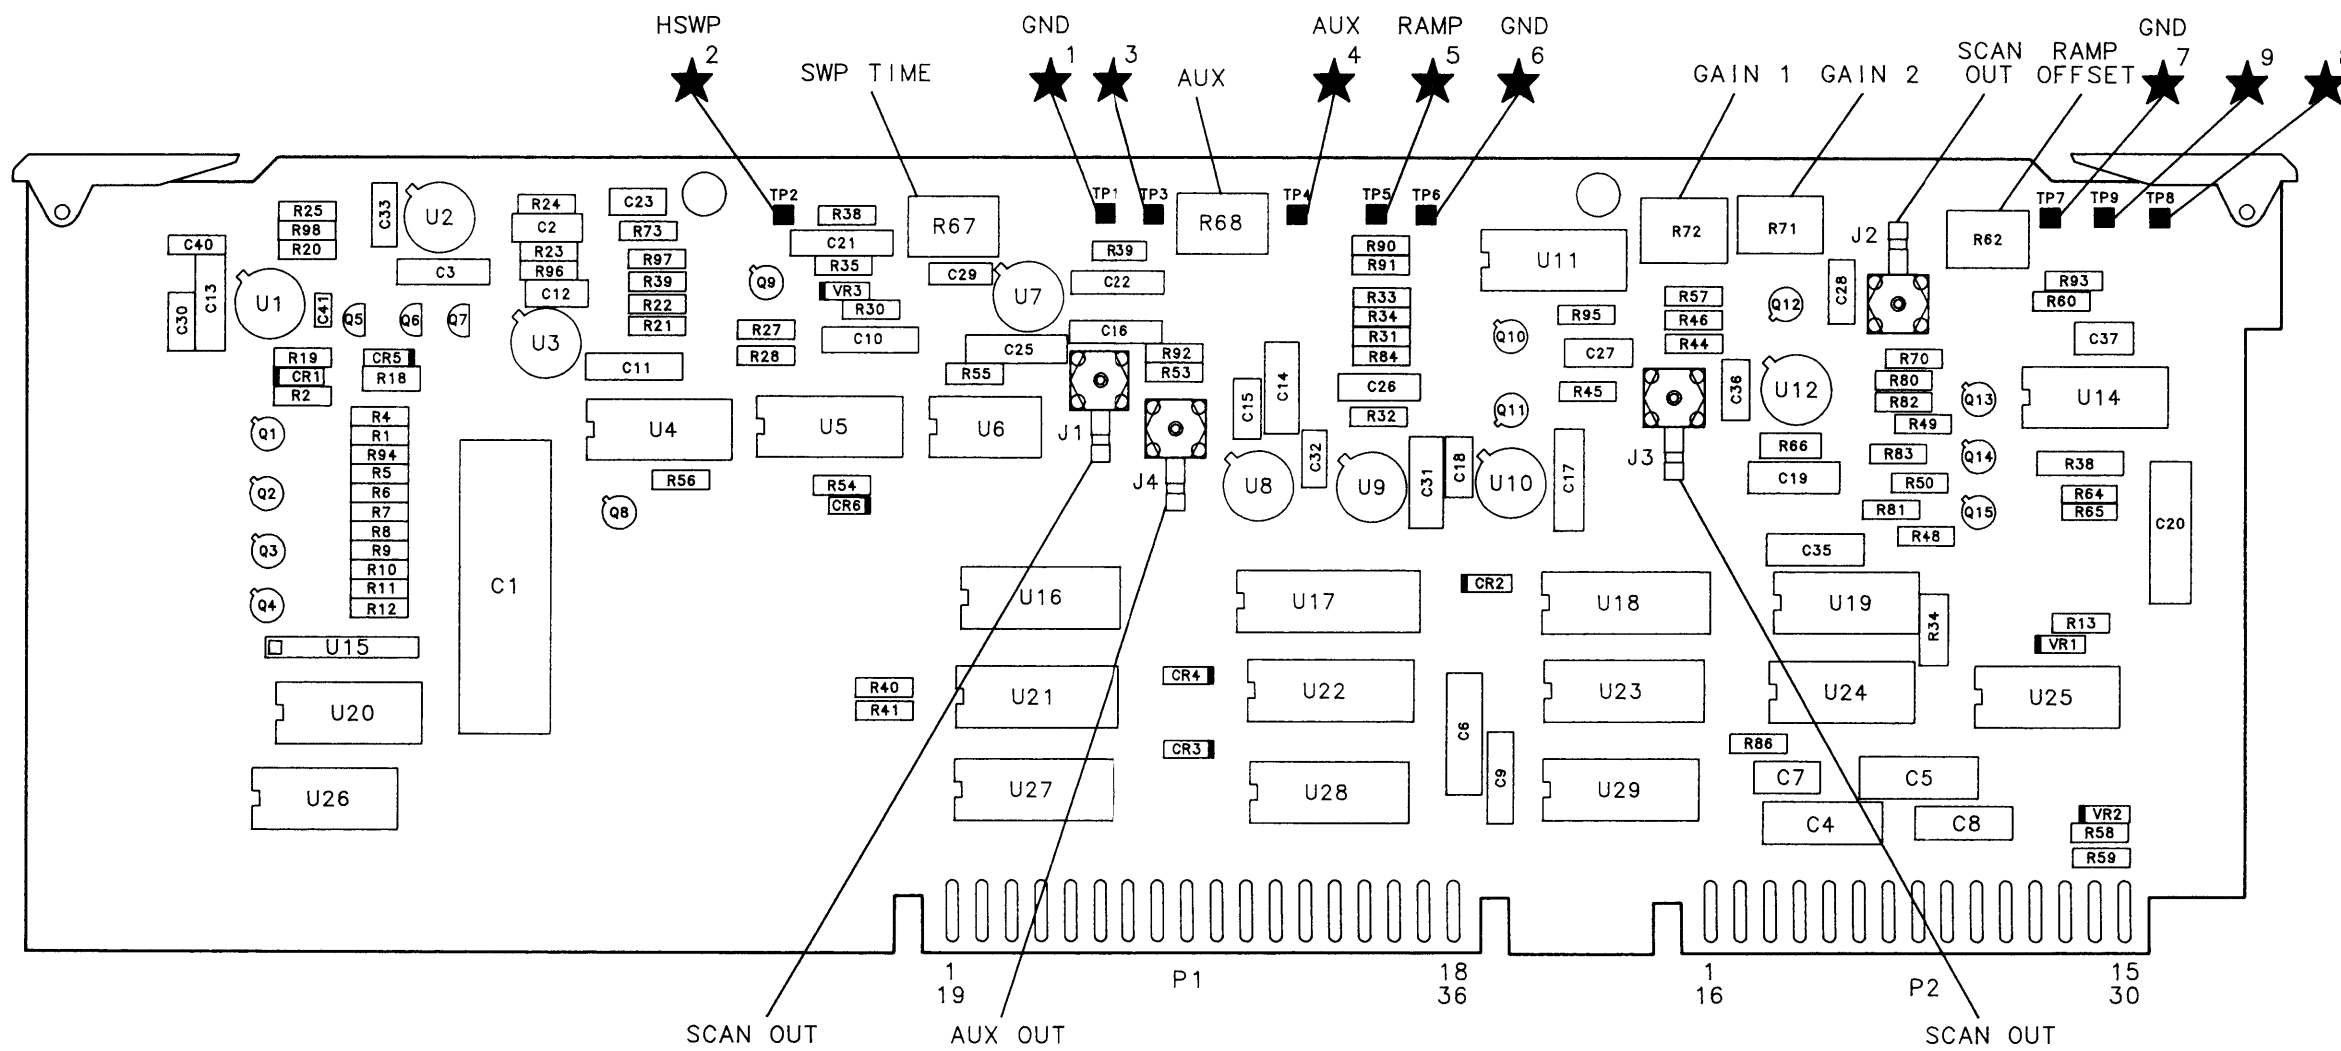 HSWP
2
SWP TIME
GND
1
3
AUX
AUX
4
RAMP
5
GND
6
GAIN 1
GAIN 2
SCAN
OUT
RAMP
OFFSET
GND
7
9
TP2
TP1
TP3
TP4
TP5
TP6
TP7
TP9
TP8
R25
R98
R20
C40
C33
U2
R24
C2
R23
R96
C12
C23
R73
R97
R39
R22
R21
R38
C21
R35
VR3
R30
C10
Q9
R27
R28
R67
C29
U7
R39
C22
C16
C25
R55
R92
R53
R68
R90
R91
R33
R34
R31
R84
C26
R32
U11
R95
C27
R45
Q10
Q11
R72
R71
R57
R46
R44
Q12
C28
J2
R62
R93
R60
C37
C30
C13
U1
C41
Q5
Q6
Q7
C3
U3
C11
R19
CR1
R2
CR5
R18
R4
R1
R94
R5
R6
R7
R8
R9
R10
R11
R12
Q1
Q2
Q3
Q4
C1
U4
U5
U6
R56
Q8
R54
CR6
J1
J4
C15
C14
C32
U8
U9
C31
C18
U10
C17
J3
C36
U12
R66
C19
C35
R70
R80
R82
R49
R83
R50
R81
R48
Q13
Q14
Q15
U14
R38
R64
R65
C20
U15
U20
U26
U16
U17
CR2
U18
U19
R34
R13
VR1
R40
R41
U21
CR4
U22
C6
U23
U24
U25
CR3
U27
U28
C9
U29
R86
C7
C5
C4
C8
VR2
R58
R59
1
19
P1
18
36
1
16
P2
15
30
SCAN OUT
AUX OUT
SCAN OUT